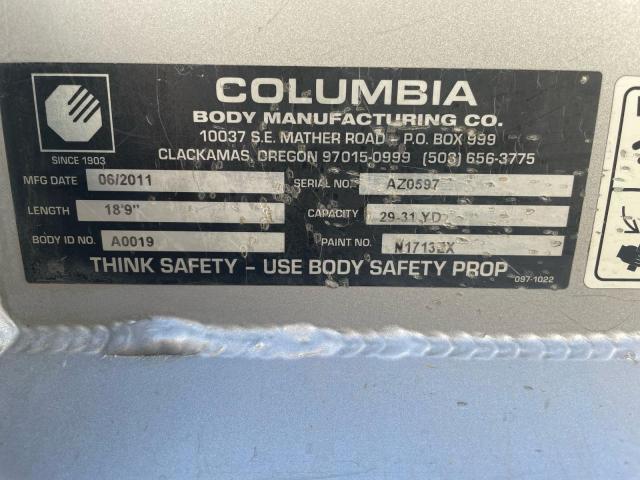 COLUMBIA
BODY MANUFACTURING CO.
10037 S.E. MATHER ROAD - P.O. BOX 999
CLACKAMAS, OREGON 97015-0999 (503) 656-3775
SINCE 1903
MFG DATE 06/2011 SERIAL NO. AZ0597
LENGTH 18'9" CAPACITY 29-31 YD
BODY ID NO. A0019 PAINT NO. N1713EX
THINK SAFETY - USE BODY SAFETY PROP
097-1022